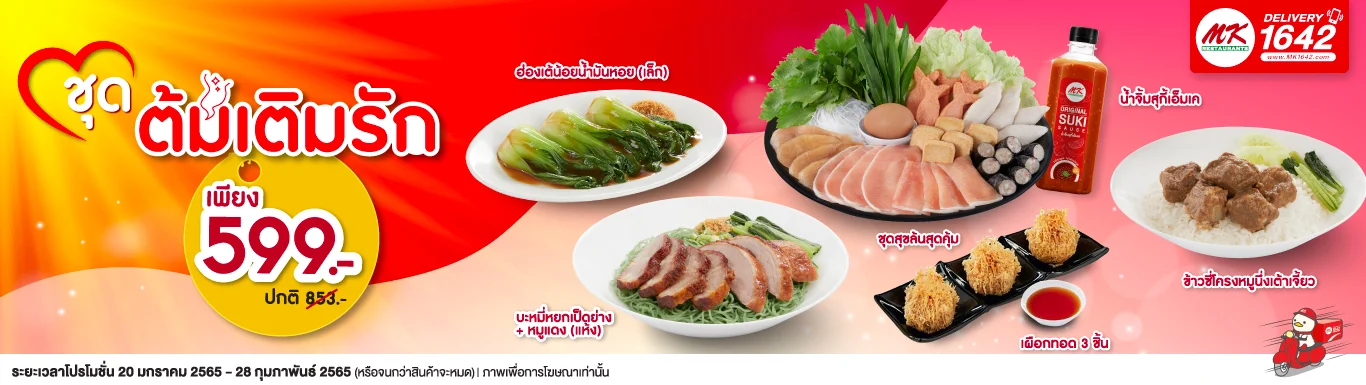 ชุด
ต้มเติมรัก
เพียง
599.-
ปกติ 853.-
ฮ่องเต้น้อยน้ำมันหอย (เล็ก)
บะหมี่หยกเป็ดย่าง
+ หมูแดง (แห้ง)
ชุดสุขล้นสุดคุ้ม
MK
ORIGINAL
SUKI
SAUCE
น้ำจิ้มสุกี้เอ็มเค
เผือกทอด 3 ชิ้น
ข้าวซี่โครงหมูนึ่งเต้าเจี้ยว
MK
RESTAURANTS
DELIVERY
1642
www.MK1642.com
ระยะเวลาโปรโมชั่น 20 มกราคม 2565 - 28 กุมภาพันธ์ 2565 (หรือจนกว่าสินค้าจะหมด) | ภาพเพื่อการโฆษณาเท่านั้น